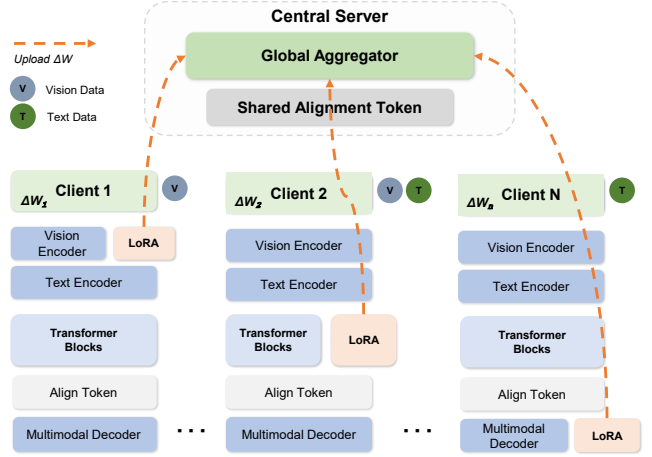 Central Server
Upload ΔW
Global Aggregator
V Vision Data
T Text Data
Shared Alignment Token
ΔW1 Client 1 V
ΔW2 Client 2 V T
ΔWn Client N T
Vision
Encoder
LoRA
Text Encoder
Transformer
Blocks
Align Token
Multimodal Decoder
...
Vision Encoder
Text Encoder
Transformer
Blocks
LoRA
Align Token
Multimodal Decoder
...
Vision Encoder
Text Encoder
Transformer
Blocks
Align Token
Multimodal
Decoder
LoRA